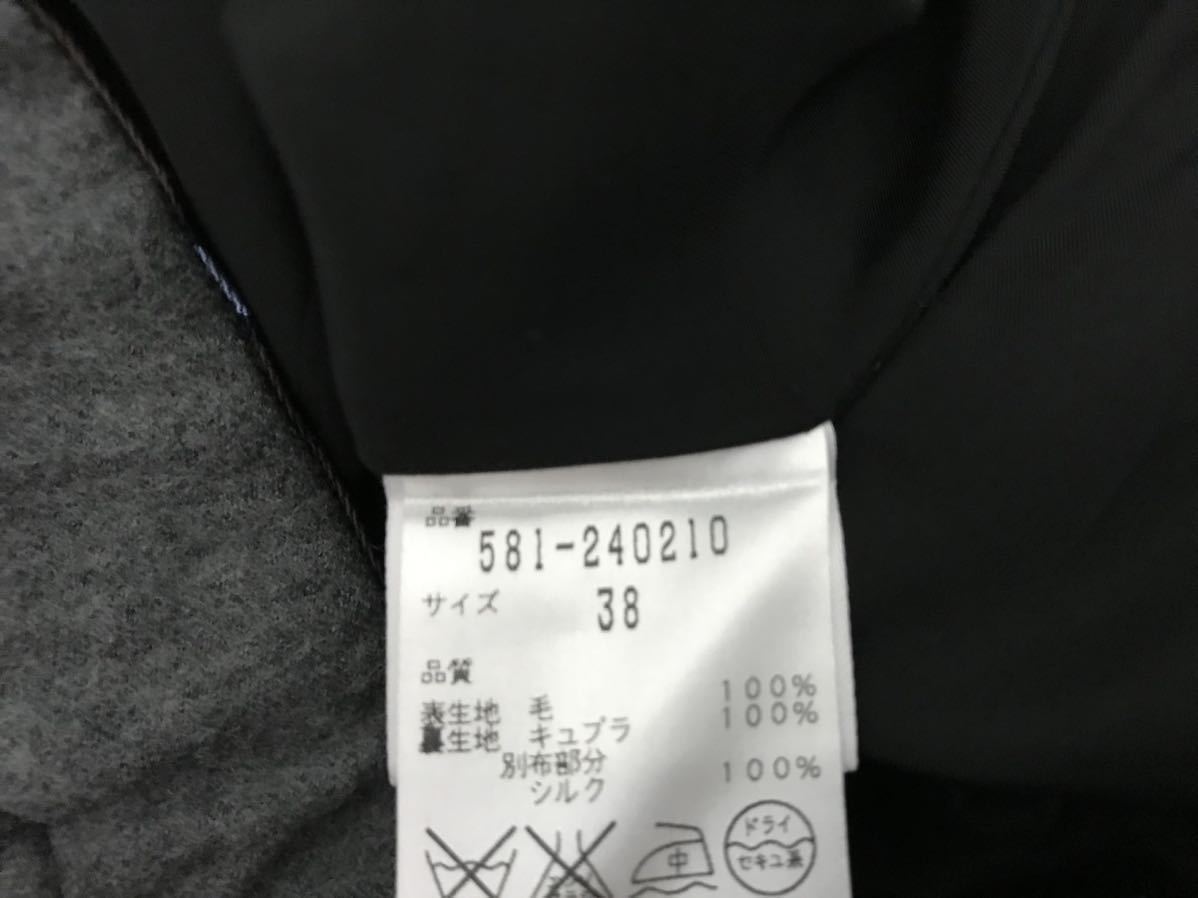 品番
581-240210
サイズ 38
品質
表生地 毛 100%
裏生地 キュプラ 100%
別布部分
シルク 100%
中
ドライ
セキユ系